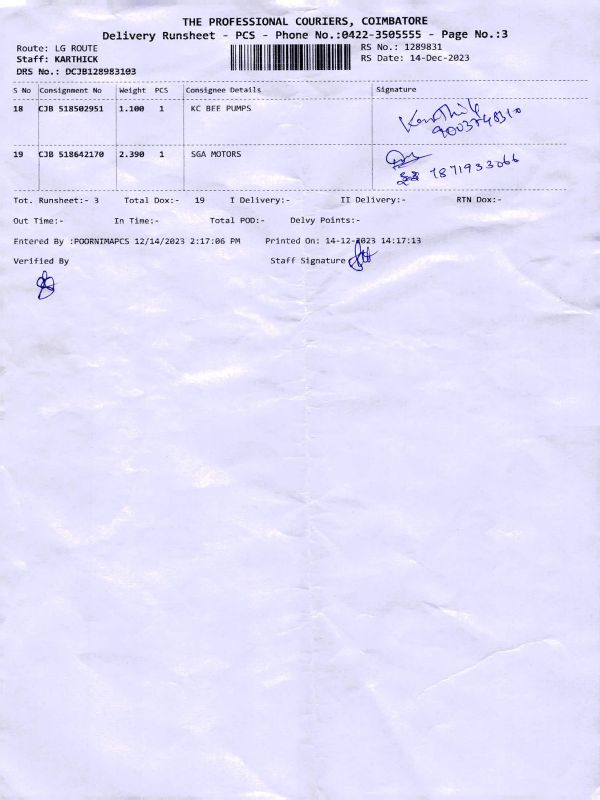 THE PROFESSIONAL COURIERS, COIMBATORE
Delivery Runsheet - PCS - Phone No.:0422-3505555 - Page No.:3
Route: LG ROUTE RS No.: 1289831
Staff: KARTHICK RS Date: 14-Dec-2023
DRS No.: DCJB128983103
S No Consignment No Weight PCS Consignee Details Signature
18 CJB 518502951 1.100 1 KC BEE PUMPS Karthik
9003748310
19 CJB 518642170 2.390 1 SGA MOTORS
7871933066
Tot. Runsheet:- 3 Total Dox:- 19 I Delivery:- II Delivery:- RTN Dox:-
Out Time:- In Time:- Total POD:- Delvy Points:-
Entered By :POORNIMAPCS 12/14/2023 2:17:06 PM Printed On: 14-12-2023 14:17:13
Verified By Staff Signature